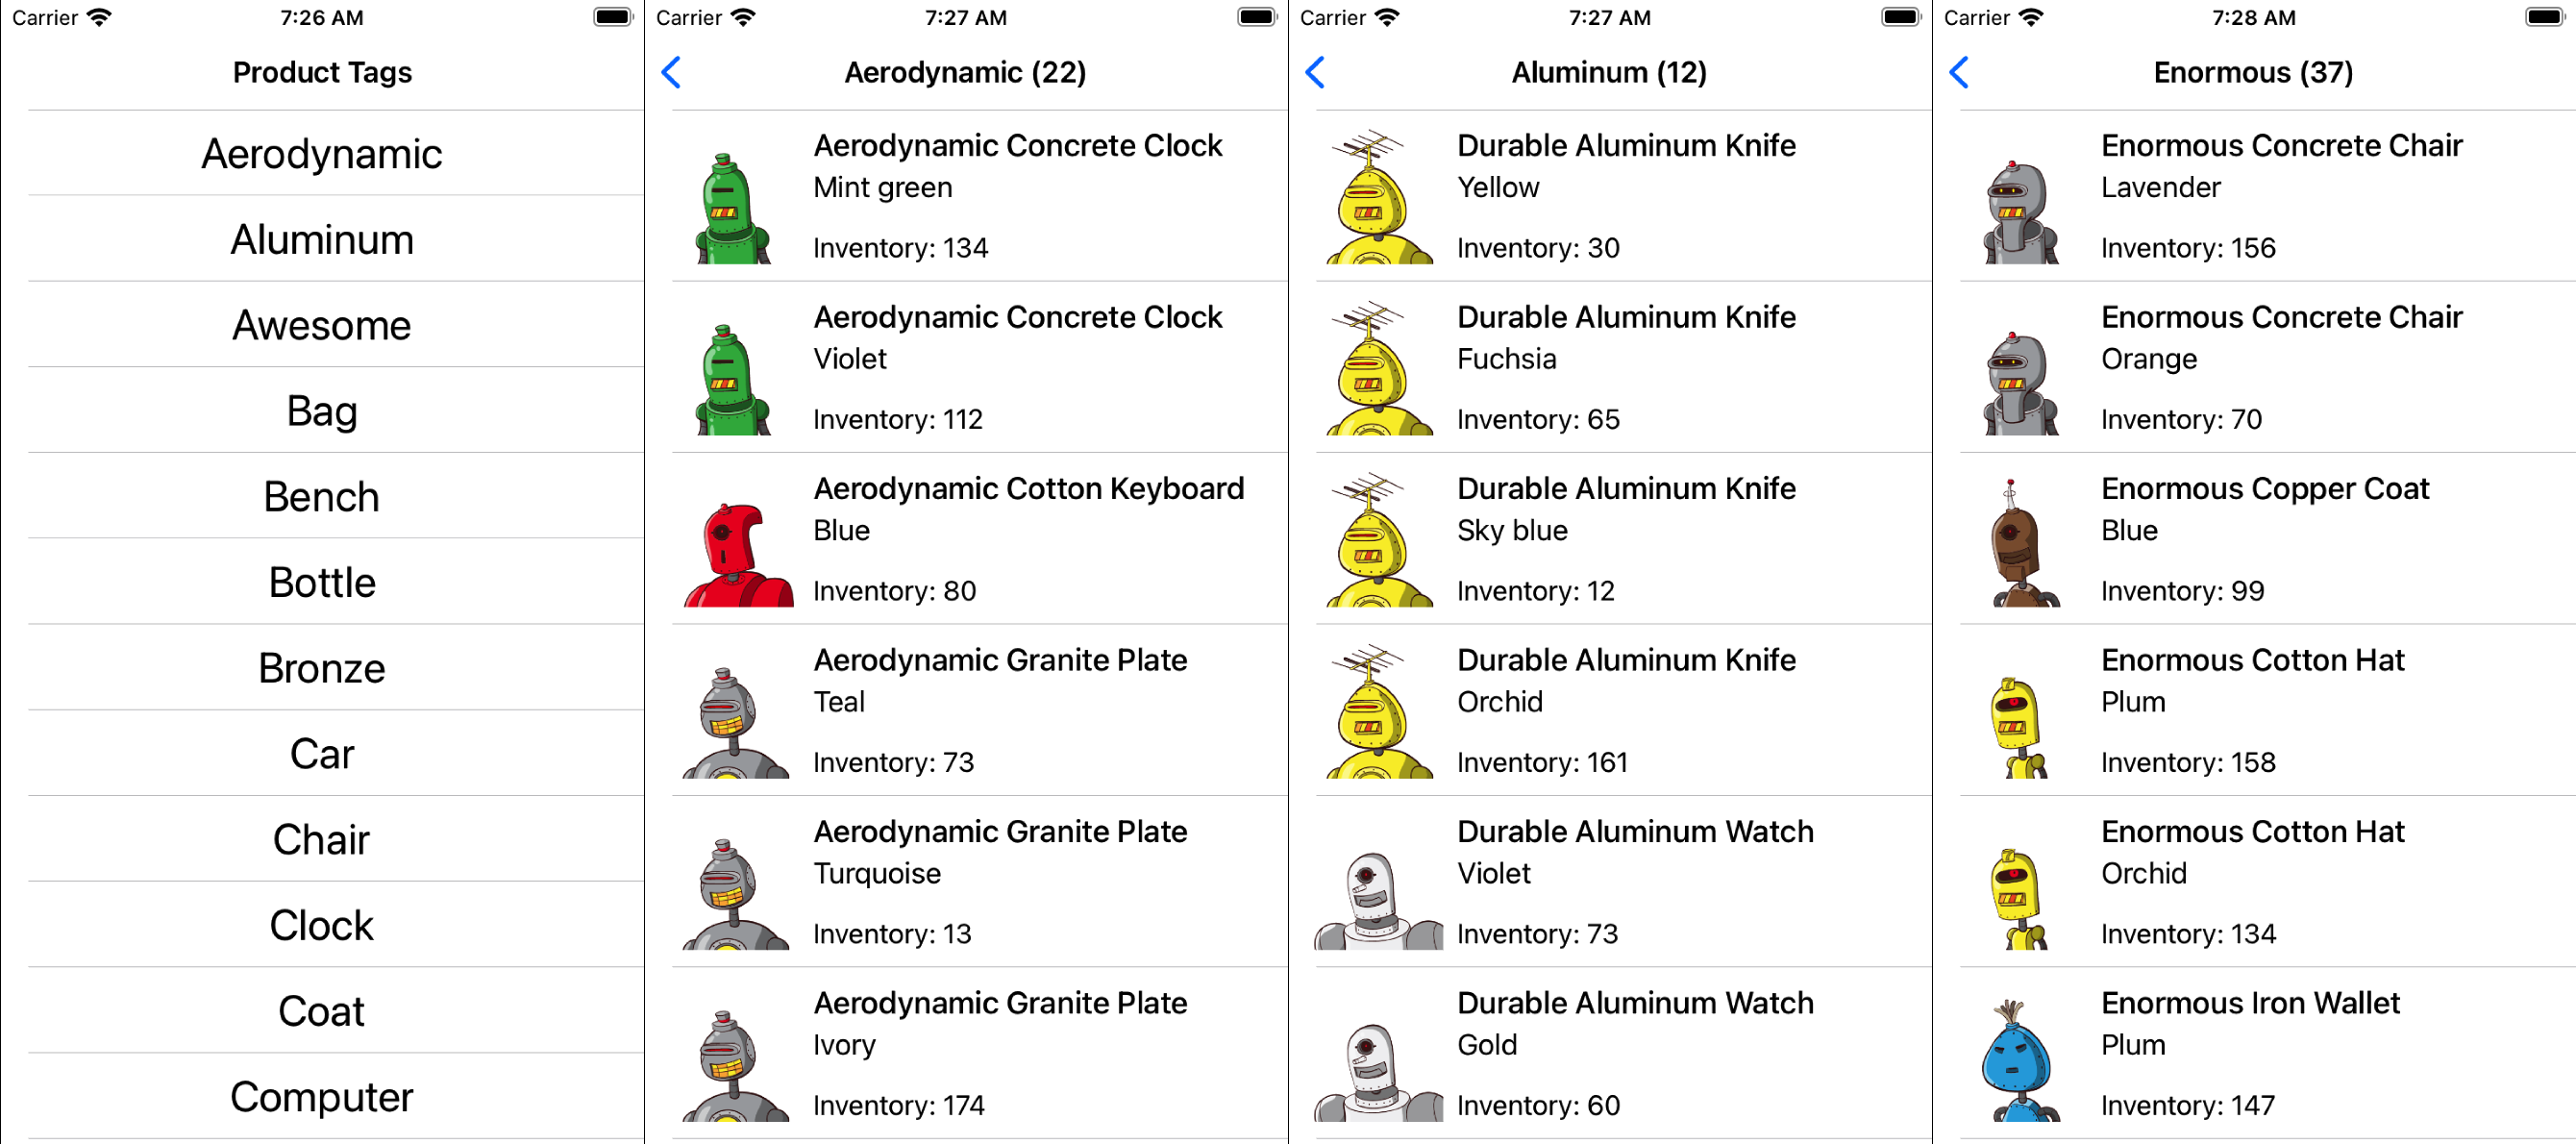 Carrier 7:26 AM
Product Tags
Aerodynamic
Aluminum
Awesome
Bag
Bench
Bottle
Bronze
Car
Chair
Clock
Coat
Computer
Carrier 7:27 AM
Aerodynamic (22)
Aerodynamic Concrete Clock
Mint green
Inventory: 134
Aerodynamic Concrete Clock
Violet
Inventory: 112
Aerodynamic Cotton Keyboard
Blue
Inventory: 80
Aerodynamic Granite Plate
Teal
Inventory: 73
Aerodynamic Granite Plate
Turquoise
Inventory: 13
Aerodynamic Granite Plate
Ivory
Inventory: 174
Carrier 7:27 AM
Aluminum (12)
Durable Aluminum Knife
Yellow
Inventory: 30
Durable Aluminum Knife
Fuchsia
Inventory: 65
Durable Aluminum Knife
Sky blue
Inventory: 12
Durable Aluminum Knife
Orchid
Inventory: 161
Durable Aluminum Watch
Violet
Inventory: 73
Durable Aluminum Watch
Gold
Inventory: 60
Carrier 7:28 AM
Enormous (37)
Enormous Concrete Chair
Lavender
Inventory: 156
Enormous Concrete Chair
Orange
Inventory: 70
Enormous Copper Coat
Blue
Inventory: 99
Enormous Cotton Hat
Plum
Inventory: 158
Enormous Cotton Hat
Orchid
Inventory: 134
Enormous Iron Wallet
Plum
Inventory: 147